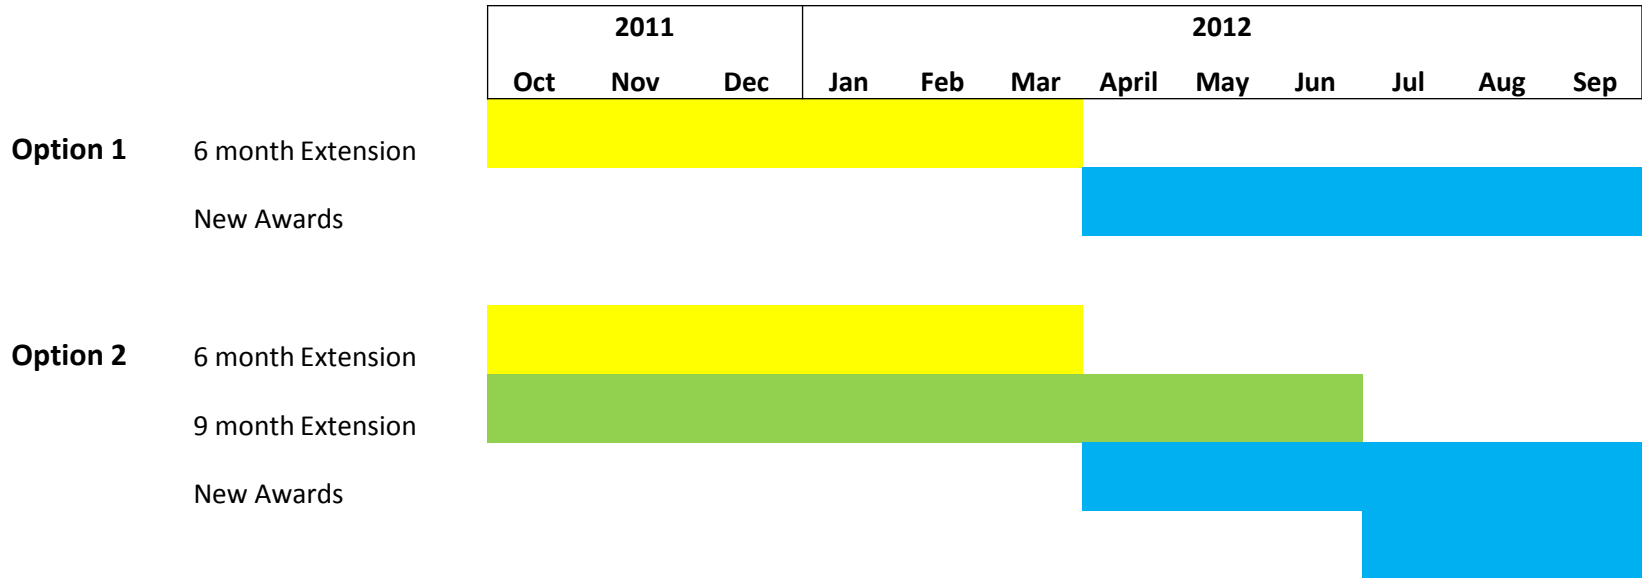 2011 2012
Oct Nov Dec Jan Feb Mar April May Jun Jul Aug Sep
Option 1 6 month Extension
New Awards
Option 2 6 month Extension
9 month Extension
New Awards